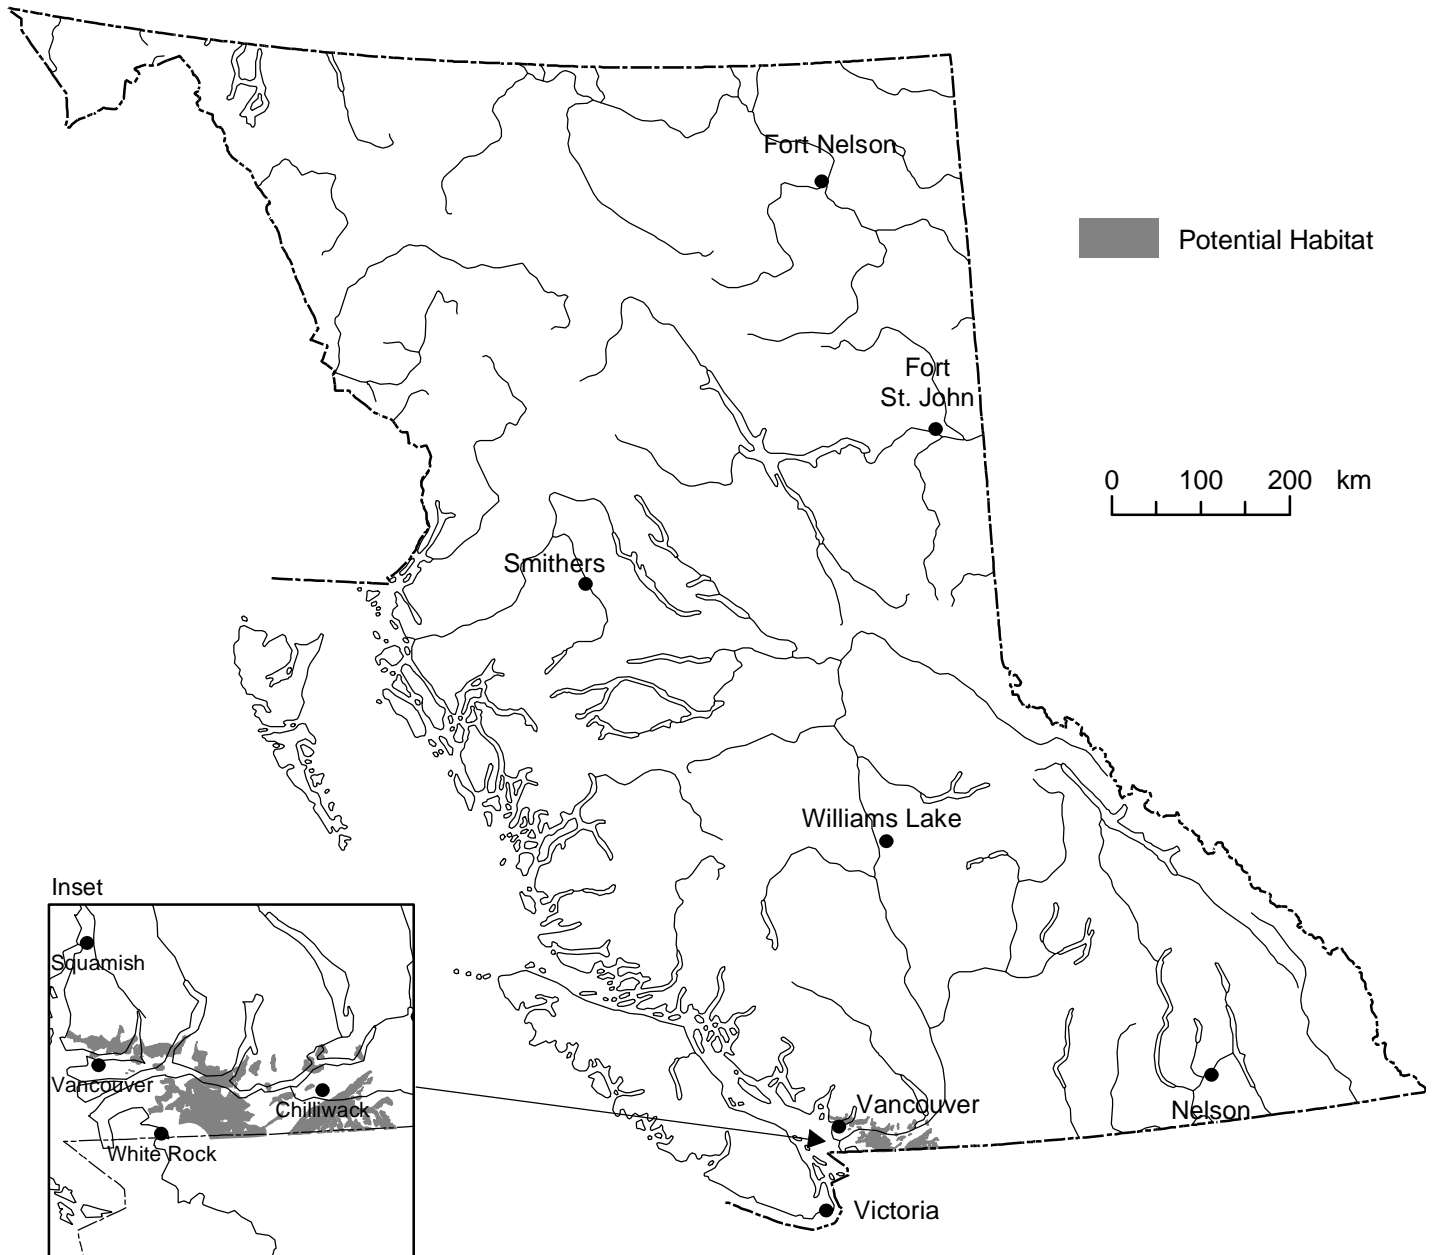 Fort Nelson
Potential Habitat
Fort
St. John
0 100 200 km
Smithers
Williams Lake
Inset
Squamish
Vancouver
Chilliwack
White Rock
Vancouver
Nelson
Victoria